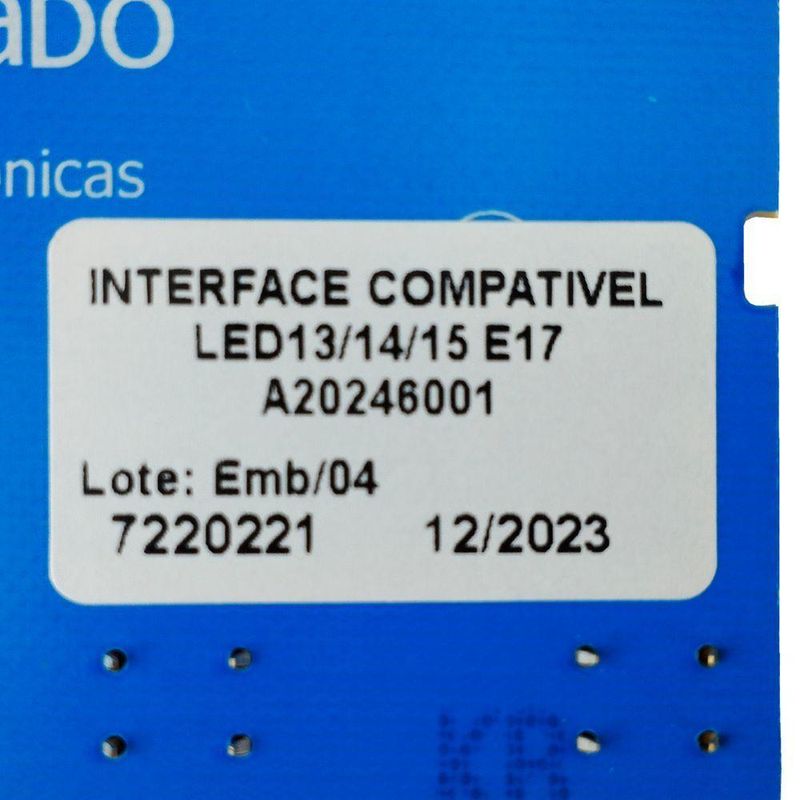 aDO
nicas
INTERFACE COMPATIVEL
LED13/14/15 E17
A20246001
Lote: Emb/04
7220221 12/2023